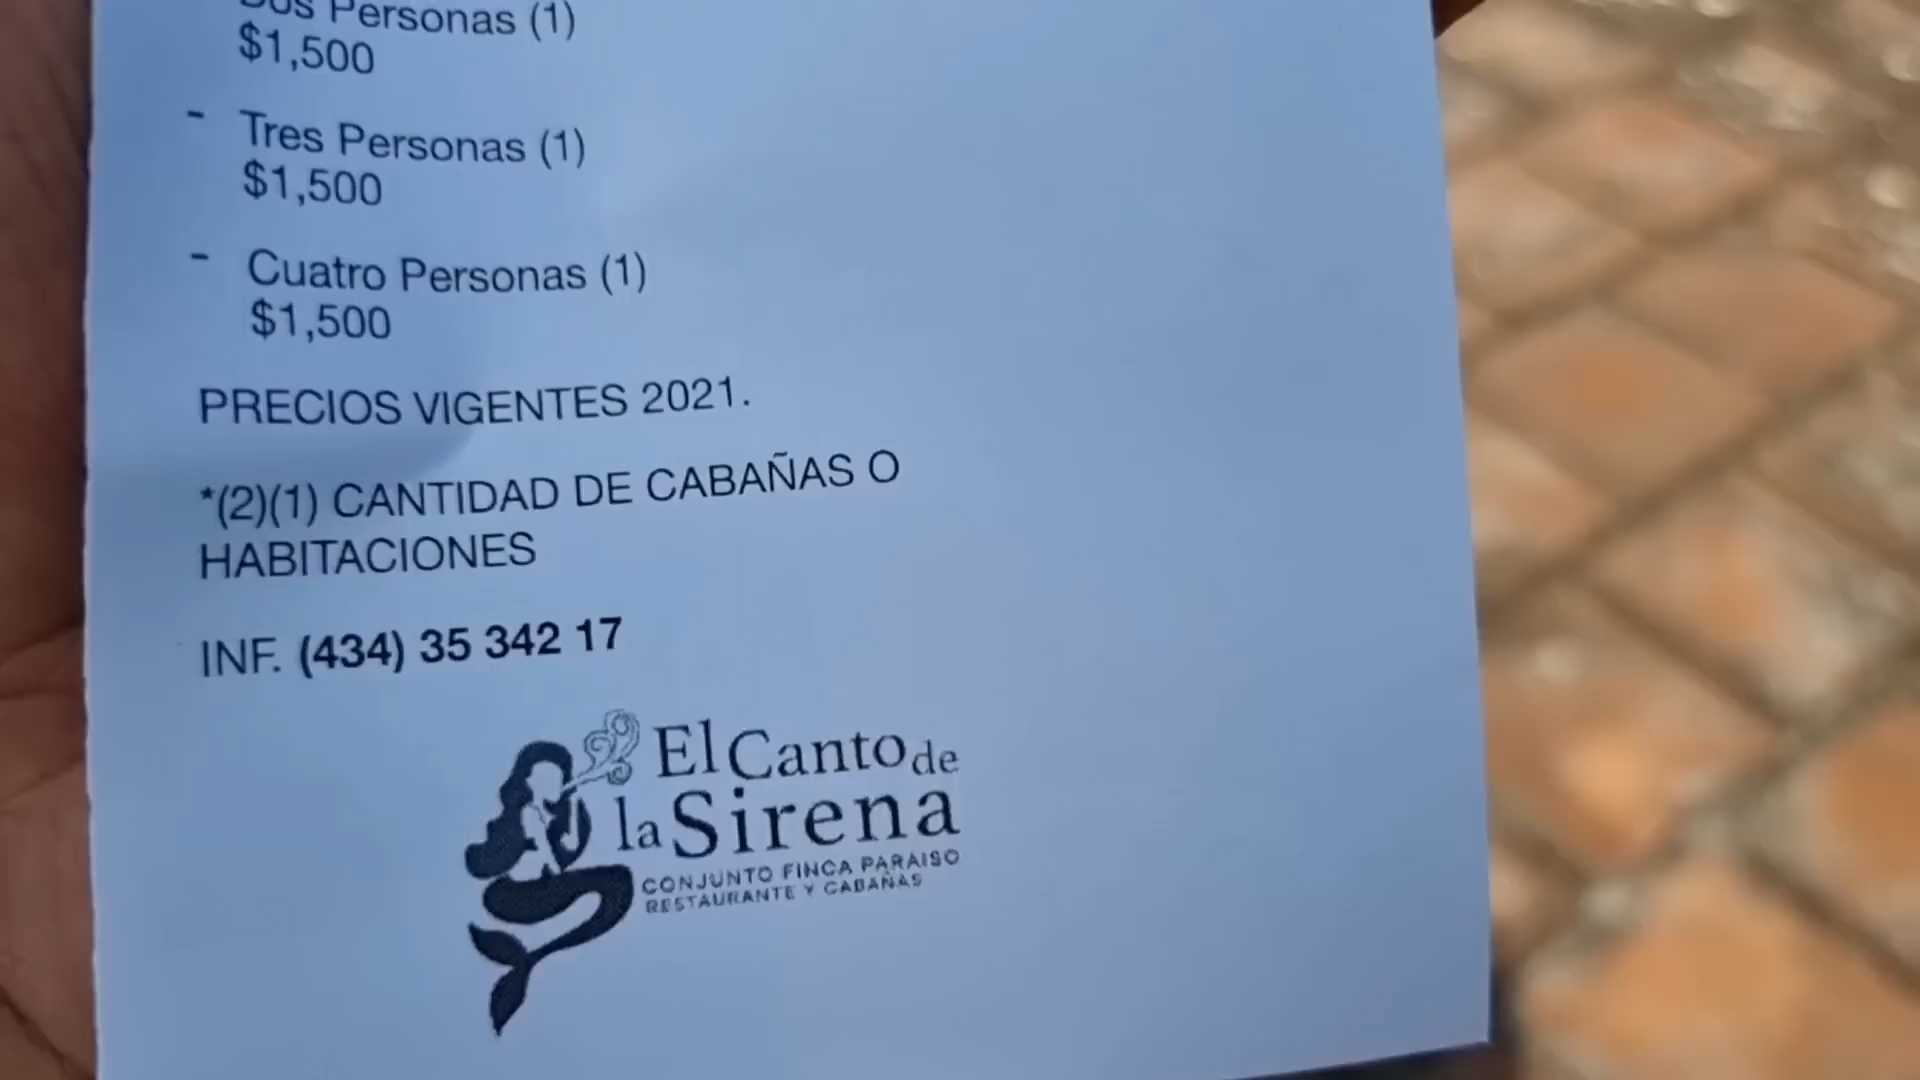 Dos Personas (1)
$1,500
- Tres Personas (1)
$1,500
- Cuatro Personas (1)
$1,500
PRECIOS VIGENTES 2021.
*(2)(1) CANTIDAD DE CABAÑAS O
HABITACIONES
INF. (434) 35 342 17
El Canto de
la Sirena
CONJUNTO FINCA PARAISO
RESTAURANTE Y CABAÑAS